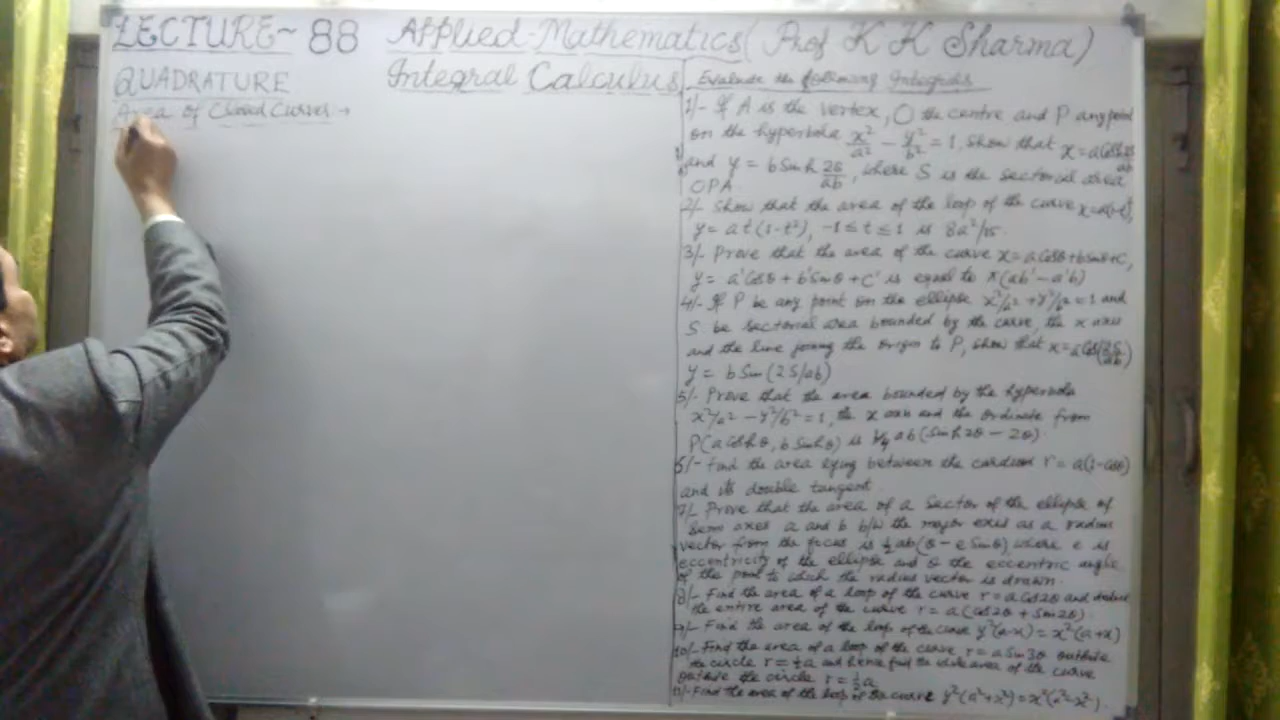 LECTURE~ 88 Applied-Mathematics (Prof K K Sharma)
QUADRATURE
Integral Calculus
Area of Closed Curves →
Evaluate the following Integrals
1/- If A is the vertex, O the centre and P any point
on the hyperbola x²/a² - y²/b² = 1, Show that x = a Cosh 2S/ab
and y = b Sinh 2S/ab, where S is the sectorial area
OPA
2/- Show that the area of the loop of the curve x = a(1-t²),
y = at(1-t²), -1 ≤ t ≤ 1 is 8a²/15.
3/- Prove that the area of the curve x = a Cosθ + b Sinθ + C,
y = a' Cosθ + b' Sinθ + C' is equal to π(ab' - a'b)
4/- If P be any point on the ellipse x²/a² + y²/b² = 1 and
S be sectorial area bounded by the curve, the x axis
and the line joining the origin to P, show that x = a Cos(2S/ab)
y = b Sin (2S/ab)
5/- Prove that the area bounded by the hyperbola
x²/a² - y²/b² = 1, the x axis and the ordinate from
P(a Coshθ, b Sinhθ) is ¼ ab (Sinh 2θ - 2θ).
6/- Find the area lying between the cardioid r = a(1-cosθ)
and its double tangent
7/- Prove that the area of a Sector of the ellipse of
Semi axes a and b b/w the major axis as a radius
vector from the focus is ½ ab (θ - e Sinθ), where e is
eccentricity of the ellipse and θ the eccentric angle
of the point to which the radius vector is drawn.
8/- Find the area of a loop of the curve r = a Cos2θ and deduce
the entire area of the curve r = a (Cos2θ + Sin2θ)
9/- Find the area of the loop of the curve y²(a-x) = x²(a+x)
10/- Find the area of a loop of the curve r = a Sin3θ outside
the circle r = ½a and hence find the whole area of the curve
outside the circle r = ½a
11/- Find the area of the loop of the curve y²(a²+x²) = x²(a²-x²).